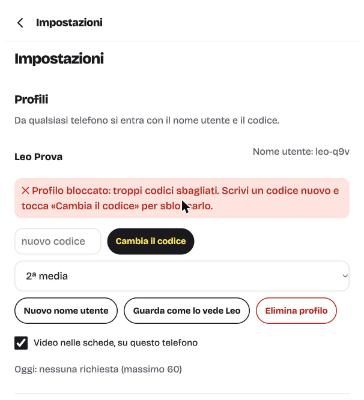 Impostazioni
Impostazioni
Profili
Da qualsiasi telefono si entra con il nome utente e il codice.
Leo Prova
Nome utente: leo-q9v
Profilo bloccato: troppi codici sbagliati. Scrivi un codice nuovo e
tocca «Cambia il codice» per sbloccarlo.
nuovo codice
Cambia il codice
2ª media
Nuovo nome utente
Guarda come lo vede Leo
Elimina profilo
Video nelle schede, su questo telefono
Oggi: nessuna richiesta (massimo 60)